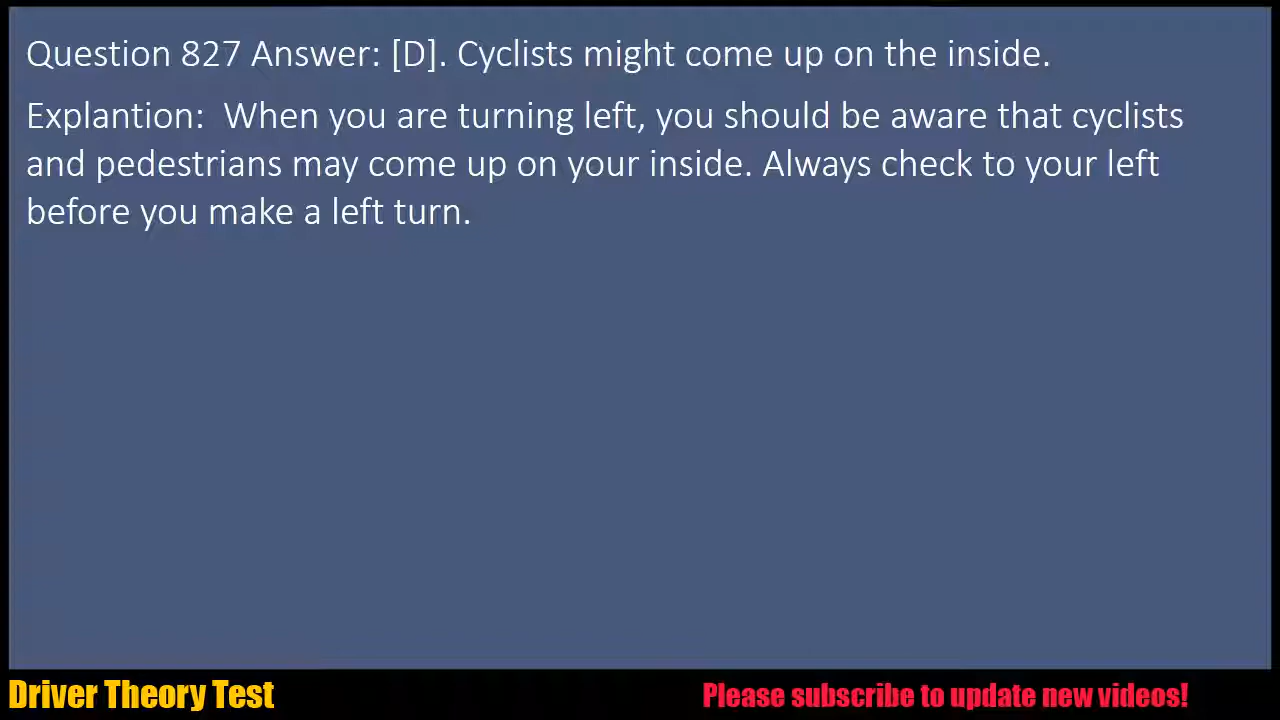 Question 827 Answer: [D]. Cyclists might come up on the inside.
Explantion:  When you are turning left, you should be aware that cyclists
and pedestrians may come up on your inside. Always check to your left
before you make a left turn.
Driver Theory Test
Please subscribe to update new videos!